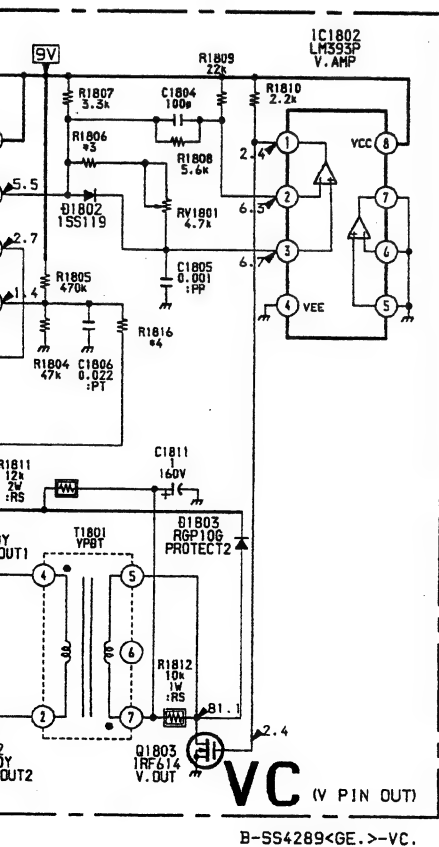 IC1802
LM393P
V.AMP
9V
R1809
22k
R1807
3.3k
C1804
100p
R1810
2.2k
R1806
*3
R1808
5.6k
2.4
1
VCC
8
5.5
D1802
1SS119
RV1801
4.7k
6.3
2
7
2.7
6.7
3
6
R1805
470k
C1805
0.001
:PP
1.4
4
VEE
5
R1816
*4
R1804
47k
C1806
0.022
:PT
R1811
12k
2W
:RS
C1811
1
160V
D1803
RGP10G
PROTECT2
T1801
YPBT
OUT1
4
5
6
R1812
10k
1W
:RS
2
7
81.1
2.4
Q1803
IRF614
V.OUT
OUT2
VC (V PIN OUT)
B-SS4289<GE.>-VC.